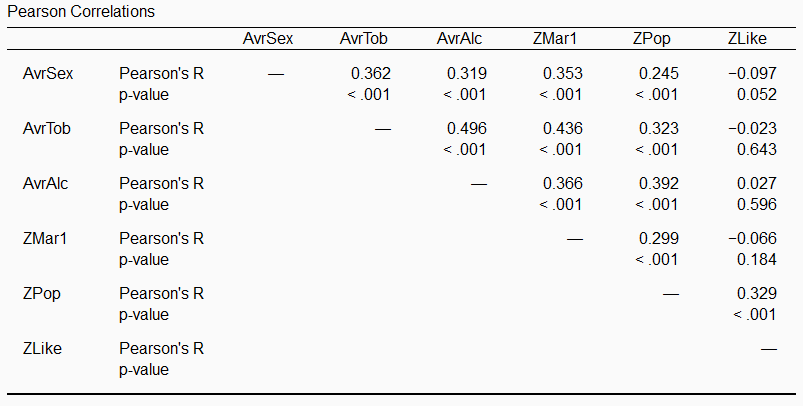 Pearson Correlations
AvrSex AvrTob AvrAlc ZMar1 ZPop ZLike
AvrSex Pearson's R — 0.362 0.319 0.353 0.245 −0.097
p-value < .001 < .001 < .001 < .001 0.052
AvrTob Pearson's R — 0.496 0.436 0.323 −0.023
p-value < .001 < .001 < .001 0.643
AvrAlc Pearson's R — 0.366 0.392 0.027
p-value < .001 < .001 0.596
ZMar1 Pearson's R — 0.299 −0.066
p-value < .001 0.184
ZPop Pearson's R — 0.329
p-value < .001
ZLike Pearson's R —
p-value